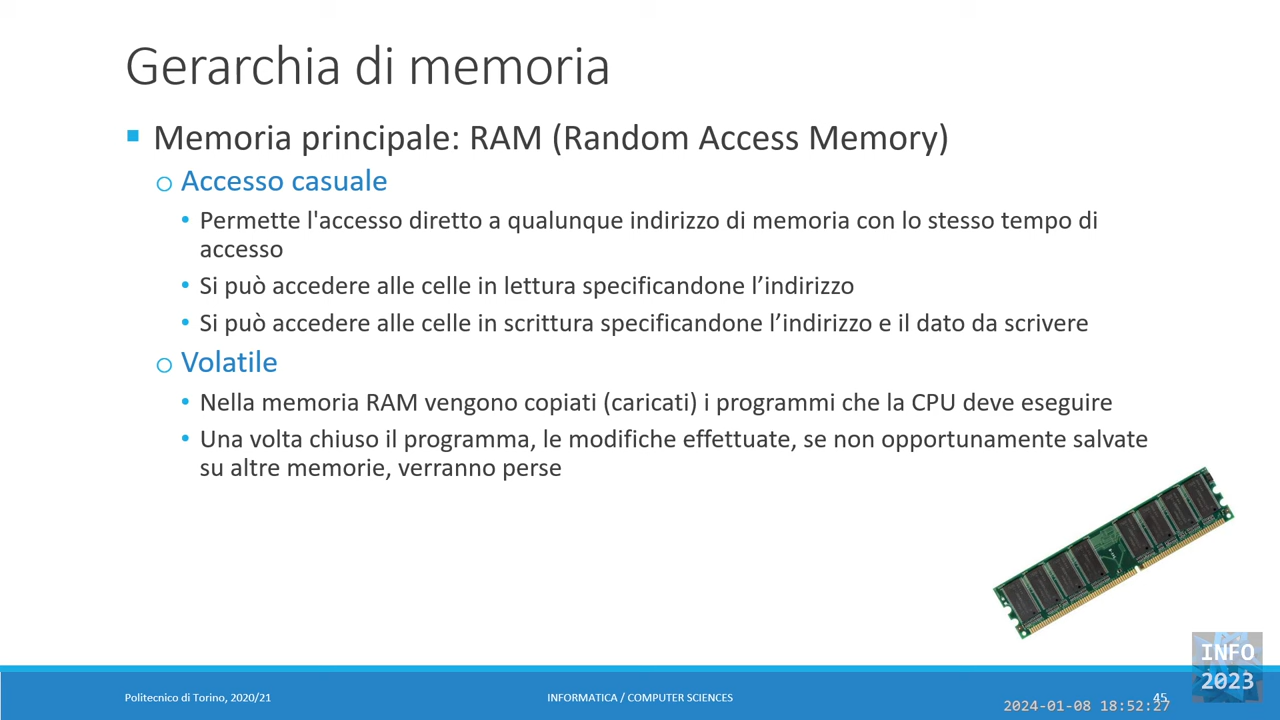 Gerarchia di memoria
▪ Memoria principale: RAM (Random Access Memory)
o Accesso casuale
• Permette l'accesso diretto a qualunque indirizzo di memoria con lo stesso tempo di
accesso
• Si può accedere alle celle in lettura specificandone l’indirizzo
• Si può accedere alle celle in scrittura specificandone l’indirizzo e il dato da scrivere
o Volatile
• Nella memoria RAM vengono copiati (caricati) i programmi che la CPU deve eseguire
• Una volta chiuso il programma, le modifiche effettuate, se non opportunamente salvate
su altre memorie, verranno perse
INFO
2023
Politecnico di Torino, 2020/21
INFORMATICA / COMPUTER SCIENCES
45
2024-01-08 18:52:27